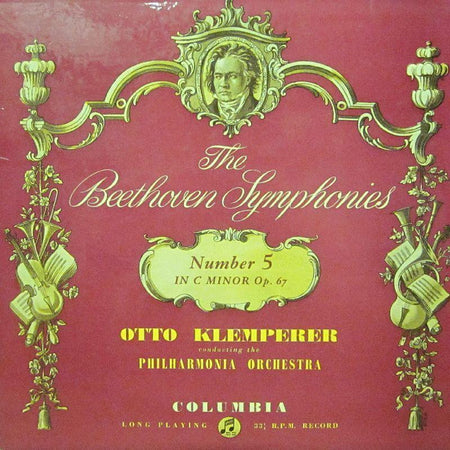 The
Beethoven Symphonies
Number 5
IN C MINOR Op. 67
OTTO KLEMPERER
conducting the
PHILHARMONIA ORCHESTRA
COLUMBIA
LONG PLAYING 33⅓ R.P.M. RECORD